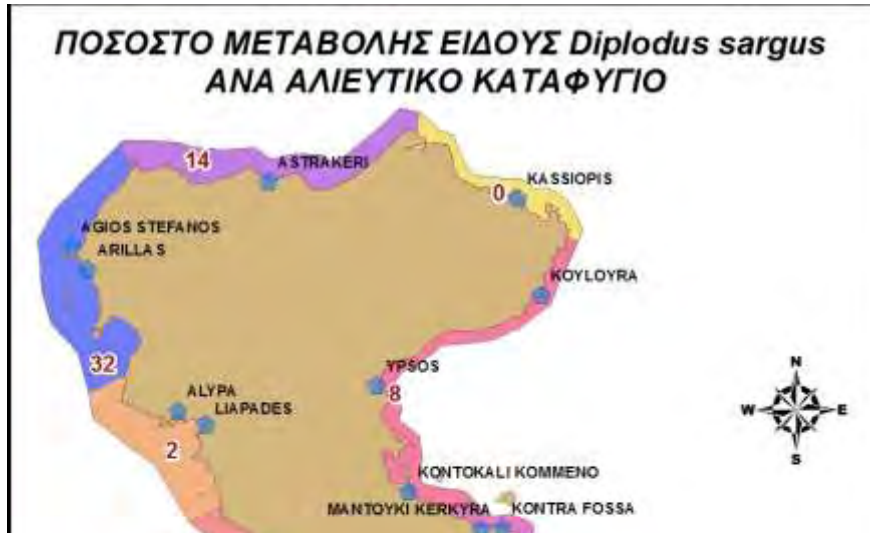 ΠΟΣΟΣΤΟ ΜΕΤΑΒΟΛΗΣ ΕΙΔΟΥΣ Diplodus sargus
ΑΝΑ ΑΛΙΕΥΤΙΚΟ ΚΑΤΑΦΥΓΙΟ
14
ASTRAKERI
KASSIOPIS
0
AGIOS STEFANOS
ARILLAS
KOYLOYRA
32
YPSOS
8
ALYPA
LIAPADES
2
N
W
E
S
KONTOKALI KOMMENO
MANTOYKI KERKYRA
KONTRA FOSSA